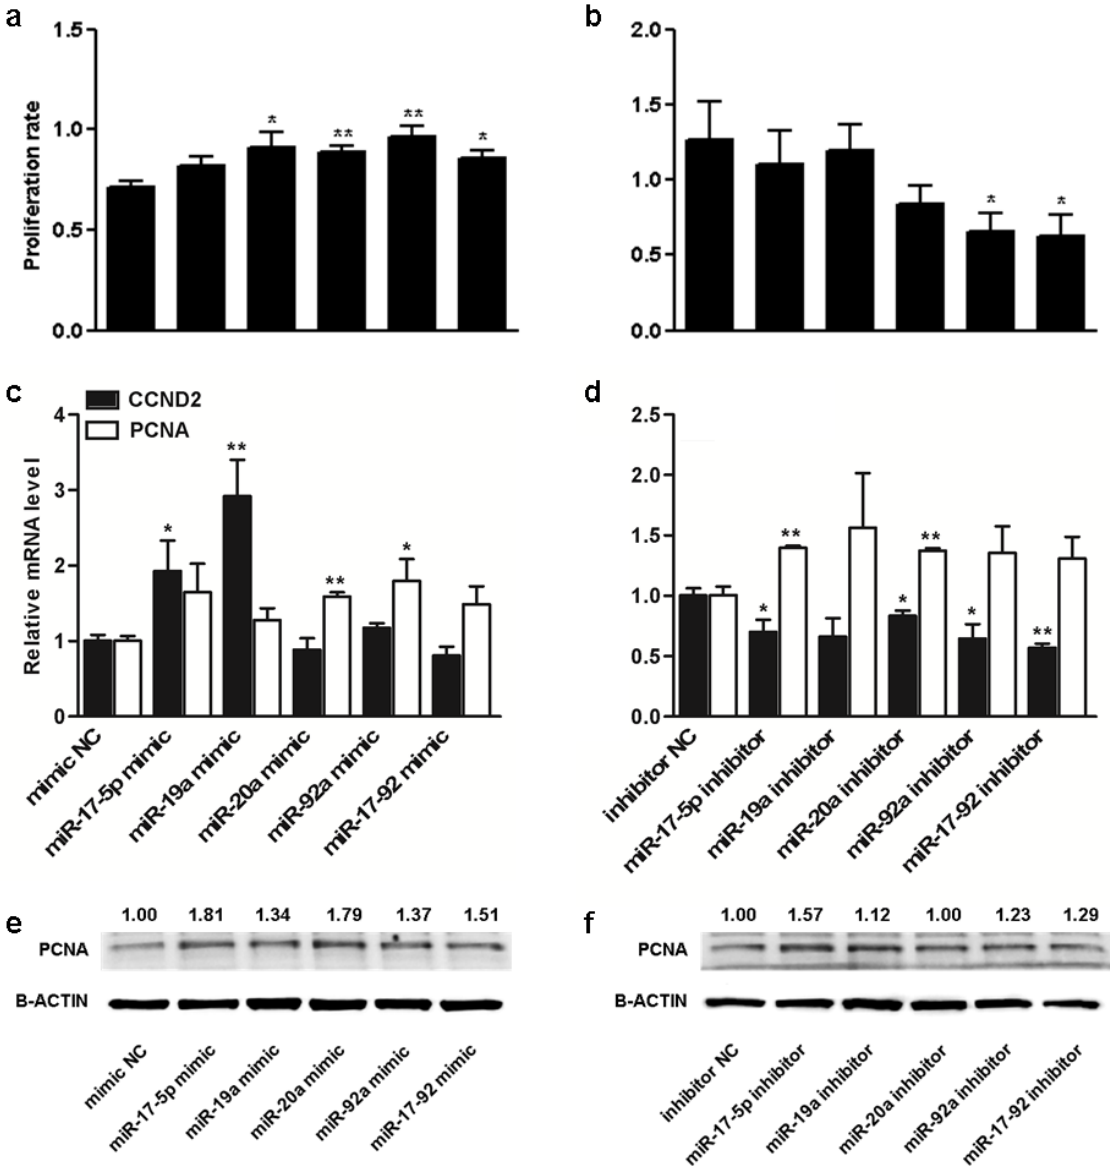 a
1.5
1.0
0.5
0.0
Proliferation rate
*
**
**
*
b
2.0
1.5
1.0
0.5
0.0
*
*
c
CCND2
PCNA
4
3
2
1
0
Relative mRNA level
*
**
**
*
mimic NC
miR-17-5p mimic
miR-19a mimic
miR-20a mimic
miR-92a mimic
miR-17-92 mimic
d
2.5
2.0
1.5
1.0
0.5
0.0
*
**
*
**
*
**
inhibitor NC
miR-17-5p inhibitor
miR-19a inhibitor
miR-20a inhibitor
miR-92a inhibitor
miR-17-92 inhibitor
e
1.00 1.81 1.34 1.79 1.37 1.51
PCNA
B-ACTIN
mimic NC
miR-17-5p mimic
miR-19a mimic
miR-20a mimic
miR-92a mimic
miR-17-92 mimic
f
1.00 1.57 1.12 1.00 1.23 1.29
PCNA
B-ACTIN
inhibitor NC
miR-17-5p inhibitor
miR-19a inhibitor
miR-20a inhibitor
miR-92a inhibitor
miR-17-92 inhibitor